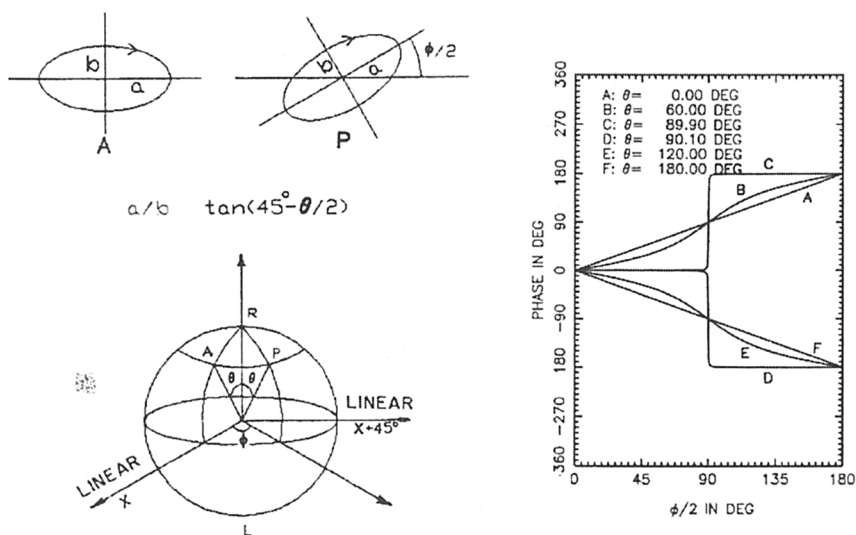 b
a
A
b
a
ϕ/2
P
a/b tan(45°-θ/2)
R
A
P
θ θ
LINEAR
X+45°
ϕ
LINEAR
X
L
360
270
180
90
0
-90
-180
-270
-360
PHASE IN DEG
A: θ= 0.00 DEG
B: θ= 60.00 DEG
C: θ= 89.90 DEG
D: θ= 90.10 DEG
E: θ= 120.00 DEG
F: θ= 180.00 DEG
C
B
A
F
E
D
0 45 90 135 180
ϕ/2 IN DEG